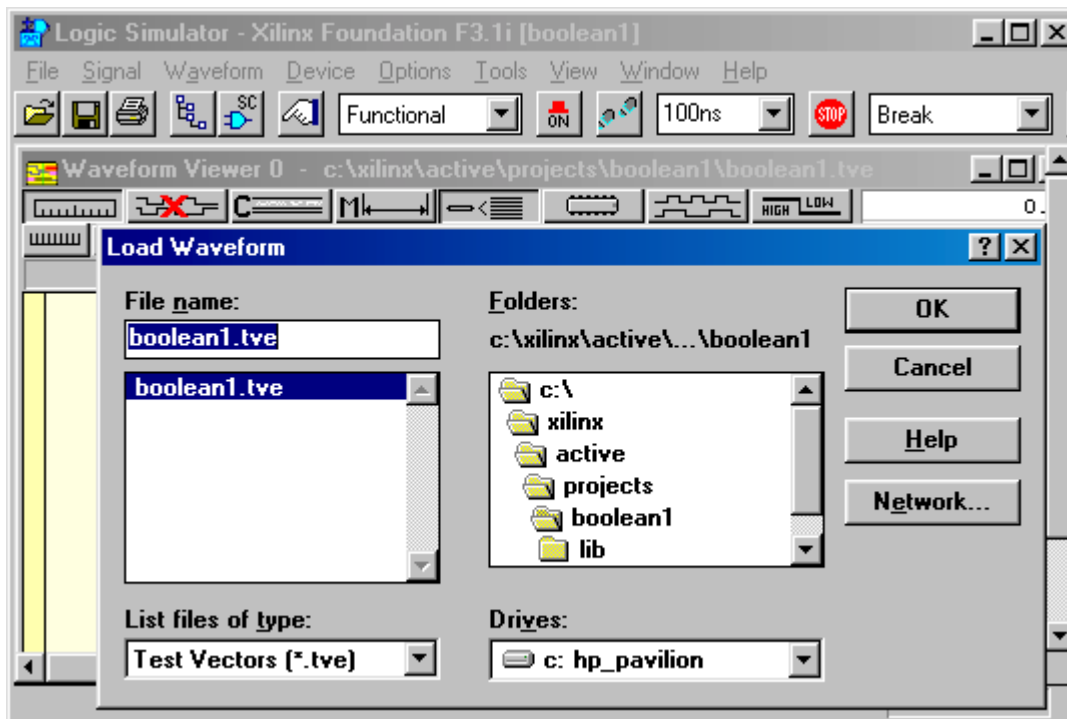 Logic Simulator - Xilinx Foundation F3.1i [boolean1]
File Signal Waveform Device Options Tools View Window Help
SC Functional ON 100ns STOP Break
Waveform Viewer 0 - c:\xilinx\active\projects\boolean1\boolean1.tve
C M HIGH LOW 0.
Load Waveform
File name:
boolean1.tve
boolean1.tve
List files of type:
Test Vectors (*.tve)
Folders:
c:\xilinx\active\...\boolean1
c:\
xilinx
active
projects
boolean1
lib
Drives:
c: hp_pavilion
OK
Cancel
Help
Network...